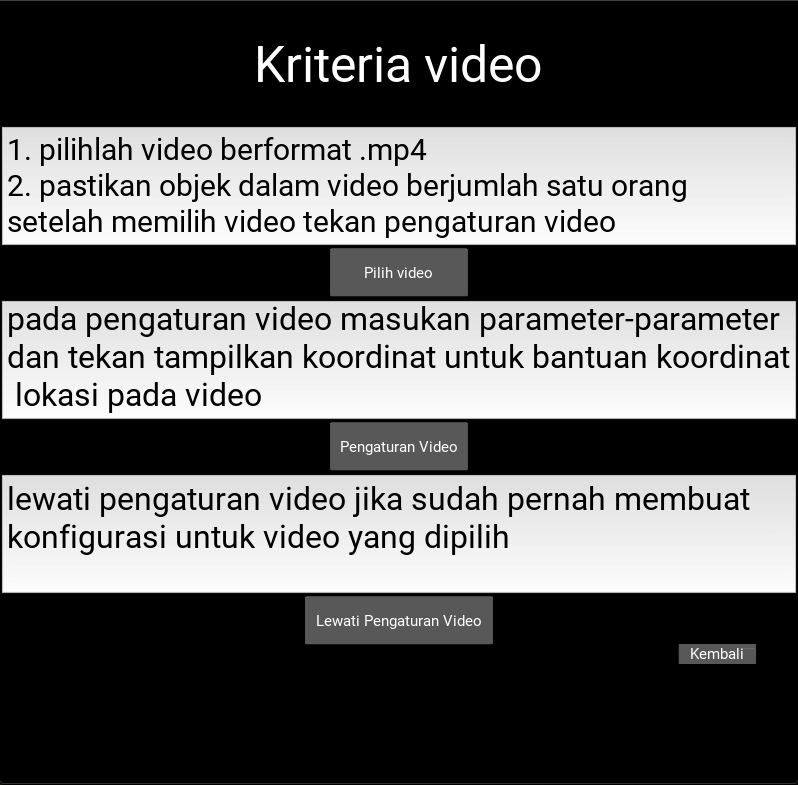 Kriteria video
1. pilihlah video berformat .mp4
2. pastikan objek dalam video berjumlah satu orang
setelah memilih video tekan pengaturan video
Pilih video
pada pengaturan video masukan parameter-parameter
dan tekan tampilkan koordinat untuk bantuan koordinat
lokasi pada video
Pengaturan Video
lewati pengaturan video jika sudah pernah membuat
konfigurasi untuk video yang dipilih
Lewati Pengaturan Video
Kembali